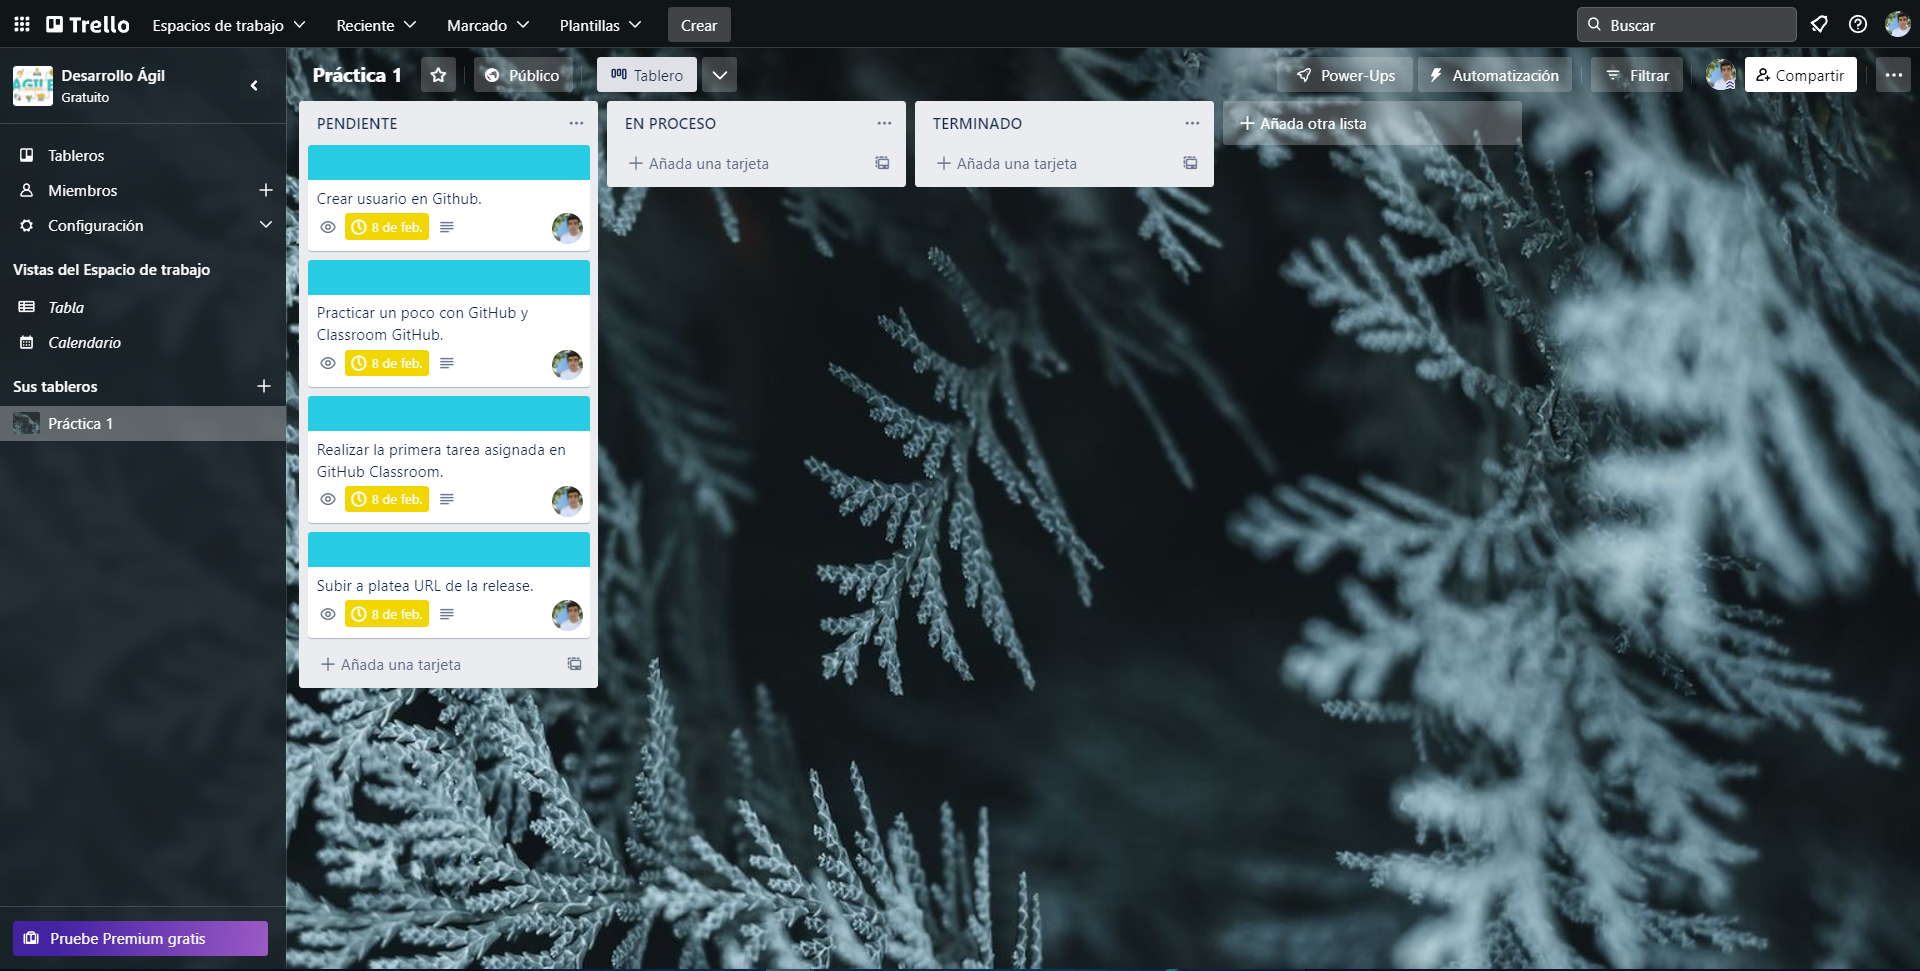 Trello
Espacios de trabajo
Reciente
Marcado
Plantillas
Crear
Buscar
Desarrollo Ágil
Gratuito
Tableros
Miembros
Configuración
Vistas del Espacio de trabajo
Tabla
Calendario
Sus tableros
Práctica 1
Pruebe Premium gratis
Práctica 1
Público
Tablero
Power-Ups
Automatización
Filtrar
Compartir
PENDIENTE
Crear usuario en Github.
8 de feb.
Practicar un poco con GitHub y
Classroom GitHub.
8 de feb.
Realizar la primera tarea asignada en
GitHub Classroom.
8 de feb.
Subir a platea URL de la release.
8 de feb.
Añada una tarjeta
EN PROCESO
Añada una tarjeta
TERMINADO
Añada una tarjeta
Añada otra lista